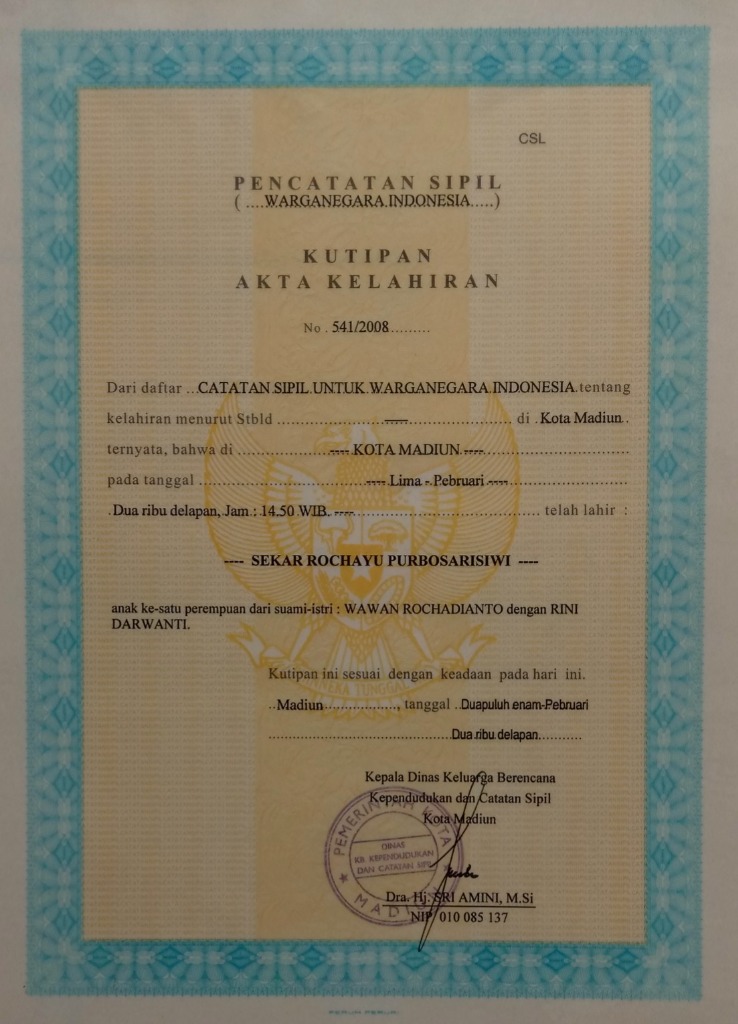 CSL
PENCATATAN SIPIL
( ....WARGANEGARA.INDONESIA.....)
KUTIPAN
AKTA KELAHIRAN
No . 541/2008.........
Dari daftar ...CATATAN.SIPIL.UNTUK.WARGANEGARA.INDONESIA.tentang
kelahiran menurut Stbld ........................----........................ di .Kota Madiun..
ternyata, bahwa di ......................---- KOTA MADIUN.----....................................
pada tanggal .........................................----.Lima.-.Pebruari.----...........................
.Dua ribu delapan, Jam : 14.50 WIB. ----.............................................. telah lahir :
---- SEKAR ROCHAYU PURBOSARISIWI ----
anak ke-satu perempuan dari suami-istri : WAWAN ROCHADIANTO dengan RINI
DARWANTI.
TUNGGAL
Kutipan ini sesuai dengan keadaan pada hari ini.
..Madiun.................., tanggal ..Duapuluh enam-Pebruari
.............................................Dua ribu delapan...........
Kepala Dinas Keluarga Berencana
Kependudukan dan Catatan Sipil
Kota Madiun
PEMERINTAH KOTA
DINAS
KB. KEPENDUDUKAN
DAN CATATAN SIPIL
MADIUN
Dra. Hj. SRI AMINI, M.Si
NIP 010 085 137